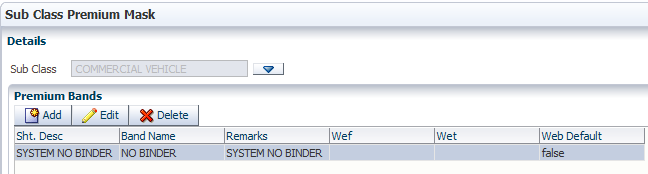 Sub Class Premium Mask
Details
Sub Class COMMERCIAL VEHICLE
Premium Bands
Add Edit Delete
Sht. Desc Band Name Remarks Wef Wet Web Default
SYSTEM NO BINDER NO BINDER SYSTEM NO BINDER false